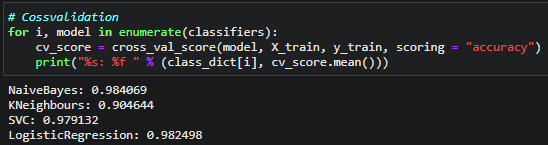 # Cossvalidation
for i, model in enumerate(classifiers):
    cv_score = cross_val_score(model, X_train, y_train, scoring = "accuracy")
    print("%s: %f " % (class_dict[i], cv_score.mean()))
NaiveBayes: 0.984069
KNeighbours: 0.904644
SVC: 0.979132
LogisticRegression: 0.982498